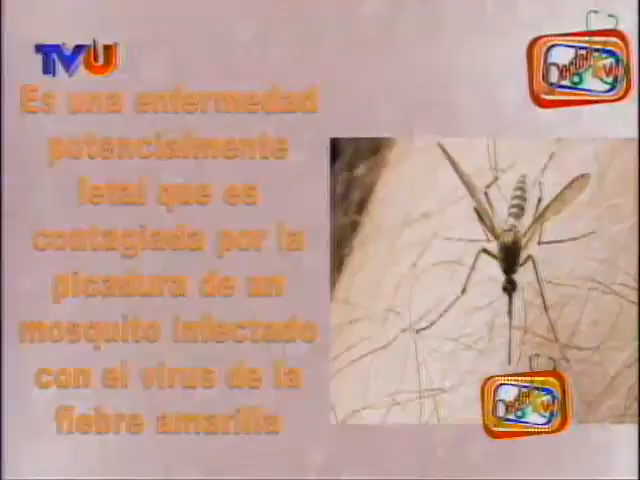 TVU
Es una enfermedad
potencialmente
letal que es
contagiada por la
picadura de un
mosquito infectado
con el virus de la
fiebre amarilla